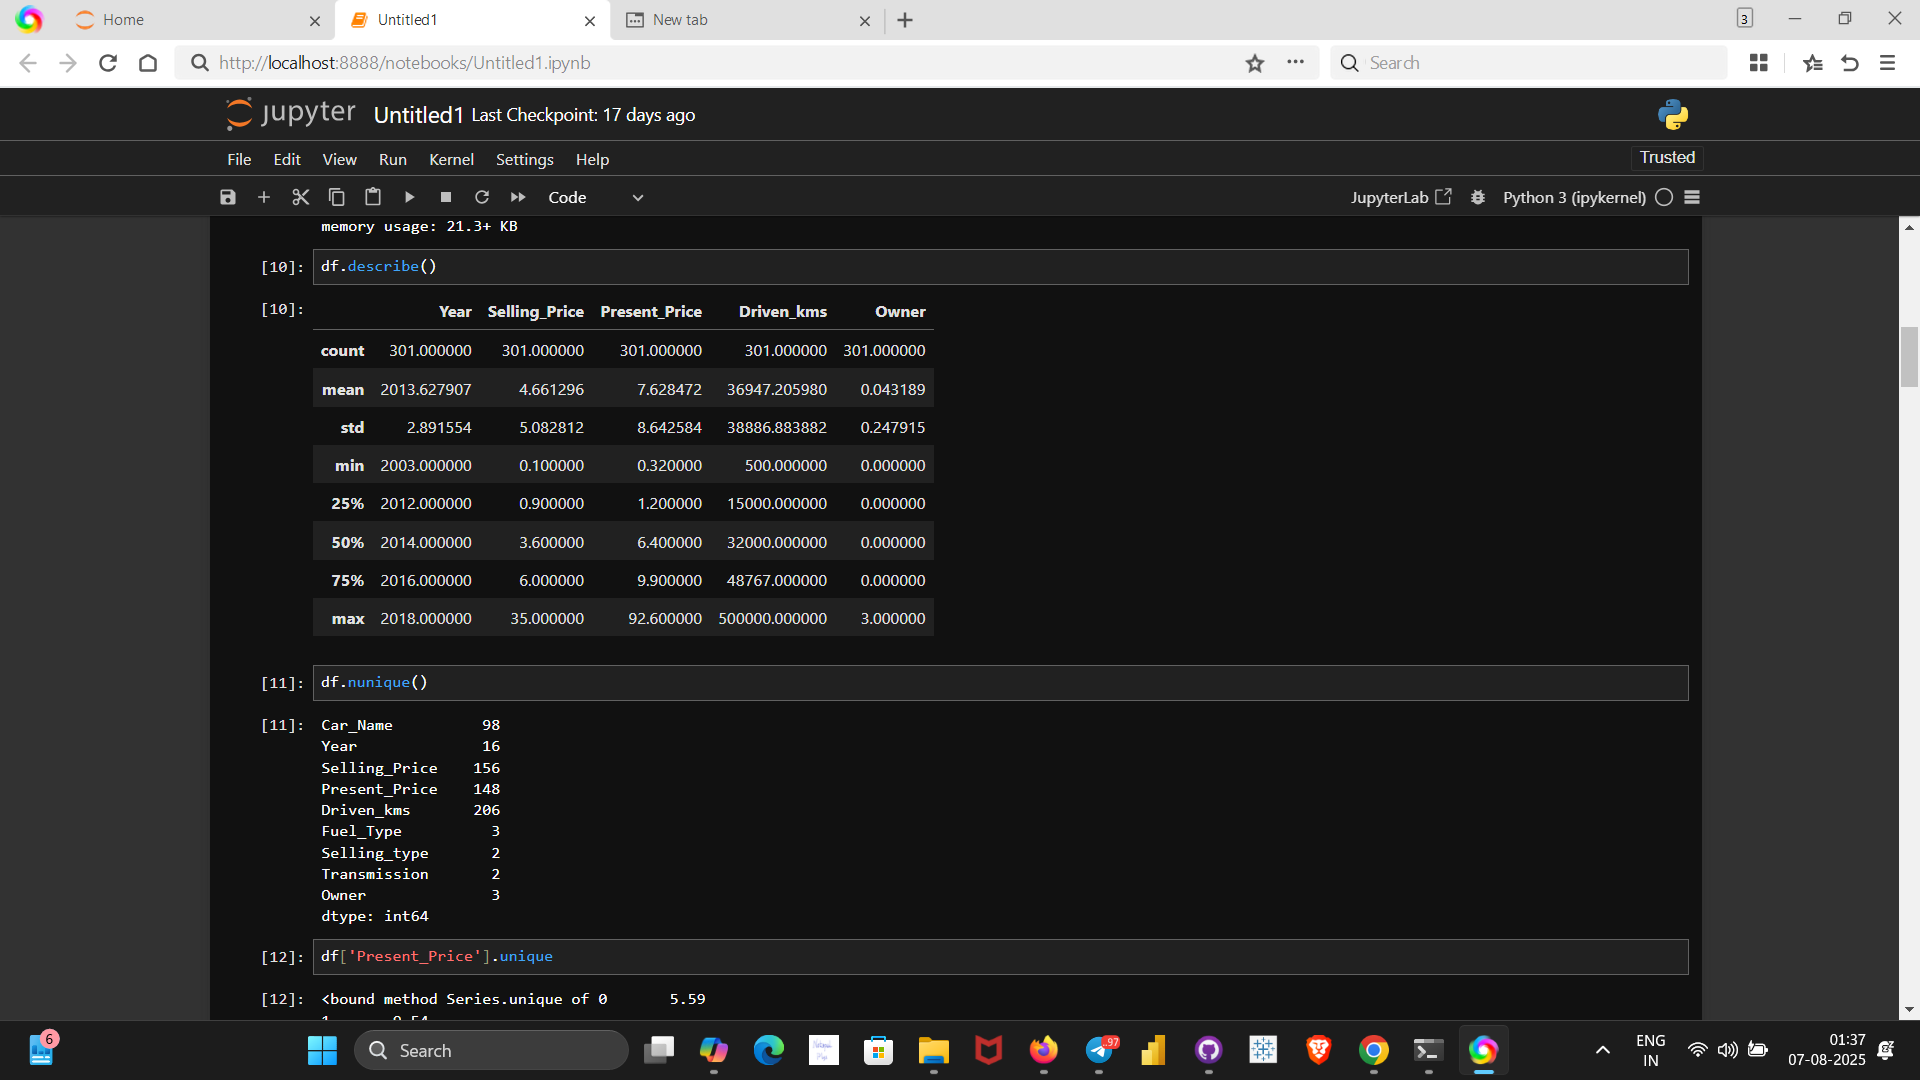 Home
Untitled1
New tab
3
http://localhost:8888/notebooks/Untitled1.ipynb
Search
jupyter Untitled1 Last Checkpoint: 17 days ago
File Edit View Run Kernel Settings Help
Trusted
Code
JupyterLab
Python 3 (ipykernel)
memory usage: 21.3+ KB
[10]: df.describe()
[10]: Year Selling_Price Present_Price Driven_kms Owner
count 301.000000 301.000000 301.000000 301.000000 301.000000
mean 2013.627907 4.661296 7.628472 36947.205980 0.043189
std 2.891554 5.082812 8.642584 38886.883882 0.247915
min 2003.000000 0.100000 0.320000 500.000000 0.000000
25% 2012.000000 0.900000 1.200000 15000.000000 0.000000
50% 2014.000000 3.600000 6.400000 32000.000000 0.000000
75% 2016.000000 6.000000 9.900000 48767.000000 0.000000
max 2018.000000 35.000000 92.600000 500000.000000 3.000000
[11]: df.nunique()
[11]: Car_Name 98
Year 16
Selling_Price 156
Present_Price 148
Driven_kms 206
Fuel_Type 3
Selling_type 2
Transmission 2
Owner 3
dtype: int64
[12]: df['Present_Price'].unique
[12]: <bound method Series.unique of 0 5.59
6
Search
97
ENG
IN
01:37
07-08-2025